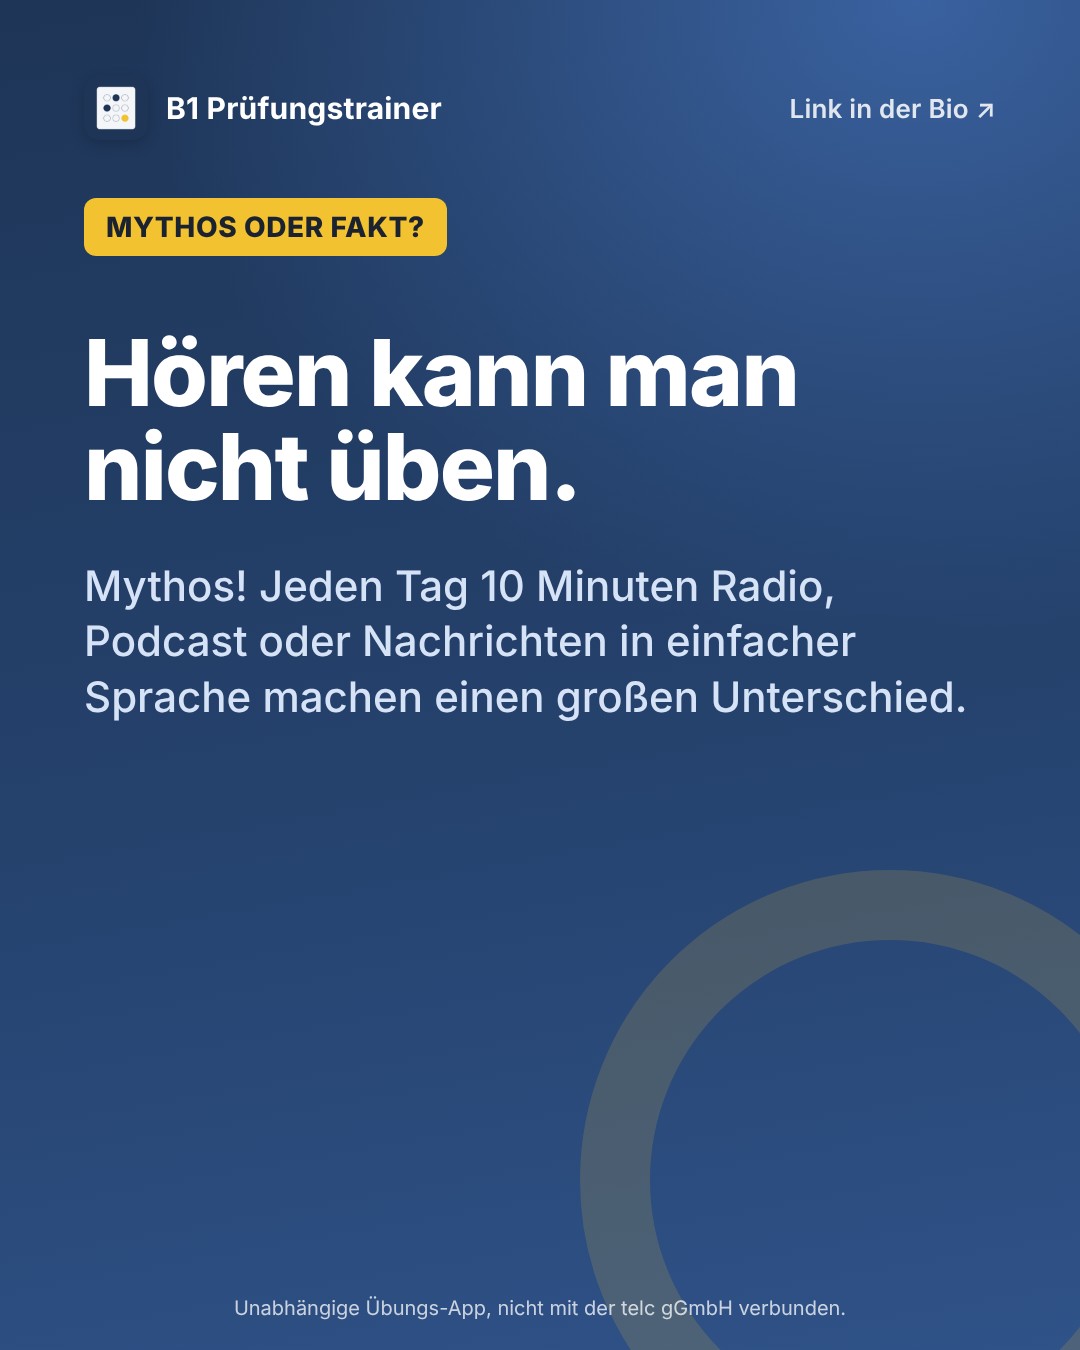 B1 Prüfungstrainer
Link in der Bio ↗
MYTHOS ODER FAKT?
Hören kann man
nicht üben.
Mythos! Jeden Tag 10 Minuten Radio,
Podcast oder Nachrichten in einfacher
Sprache machen einen großen Unterschied.
Unabhängige Übungs-App, nicht mit der telc gGmbH verbunden.